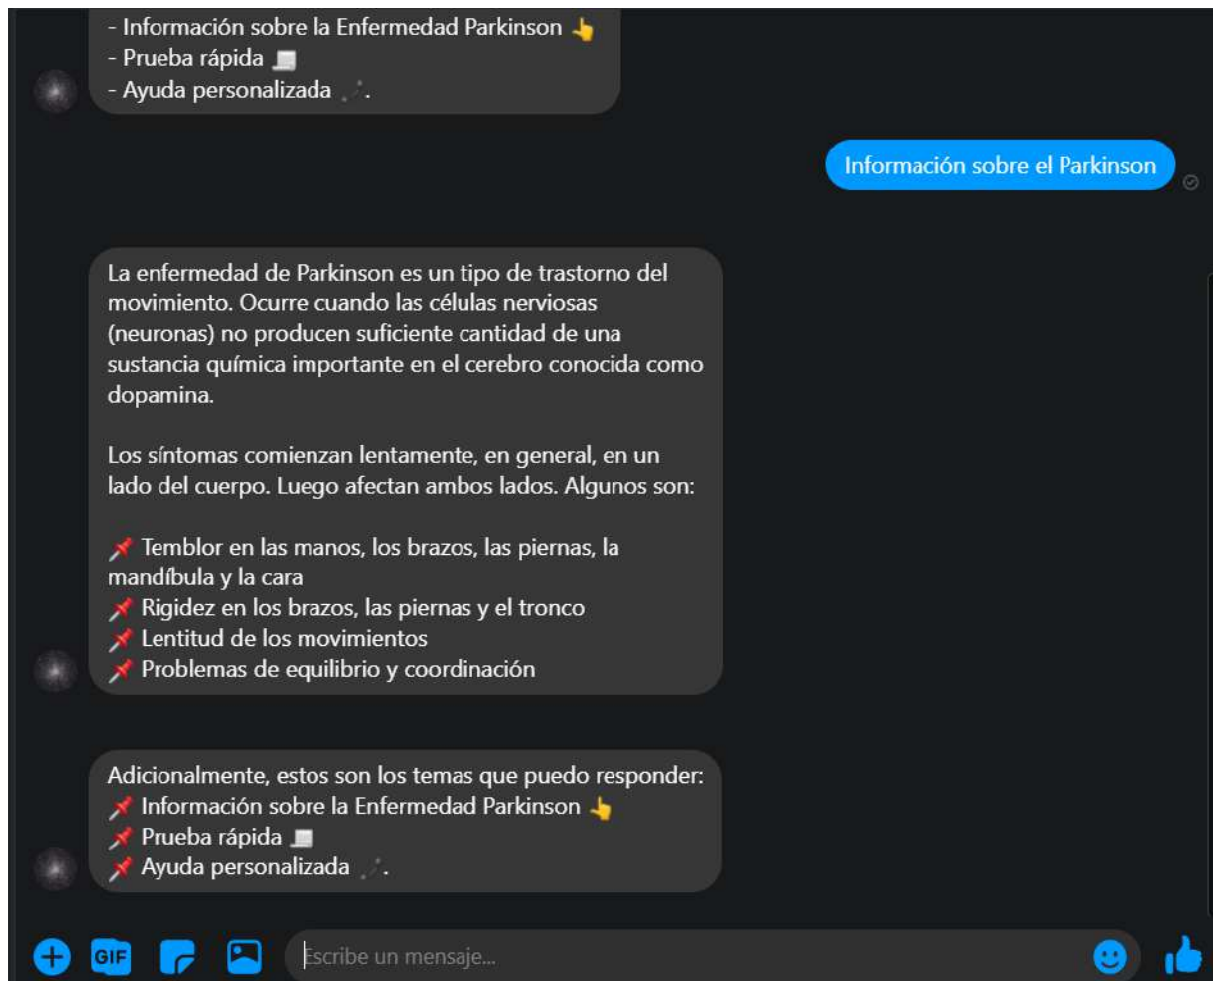 - Información sobre la Enfermedad Parkinson 👆
- Prueba rápida 📃
- Ayuda personalizada .
Información sobre el Parkinson
La enfermedad de Parkinson es un tipo de trastorno del
movimiento. Ocurre cuando las células nerviosas
(neuronas) no producen suficiente cantidad de una
sustancia química importante en el cerebro conocida como
dopamina.
Los síntomas comienzan lentamente, en general, en un
lado del cuerpo. Luego afectan ambos lados. Algunos son:
📌 Temblor en las manos, los brazos, las piernas, la
mandíbula y la cara
📌 Rigidez en los brazos, las piernas y el tronco
📌 Lentitud de los movimientos
📌 Problemas de equilibrio y coordinación
Adicionalmente, estos son los temas que puedo responder:
📌 Información sobre la Enfermedad Parkinson 👆
📌 Prueba rápida 📃
📌 Ayuda personalizada .
GIF
Escribe un mensaje...